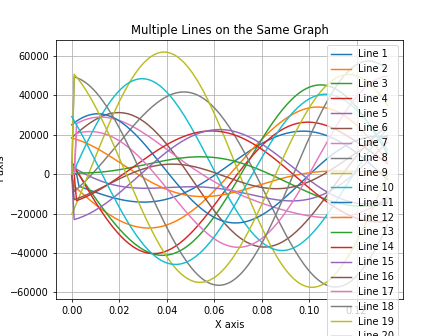 Multiple Lines on the Same Graph
60000
40000
20000
0
−20000
−40000
−60000
0.00
0.02
0.04
0.06
0.08
0.10
X axis
Line 1
Line 2
Line 3
Line 4
Line 5
Line 6
Line 7
Line 8
Line 9
Line 10
Line 11
Line 12
Line 13
Line 14
Line 15
Line 16
Line 17
Line 18
Line 19
Line 20